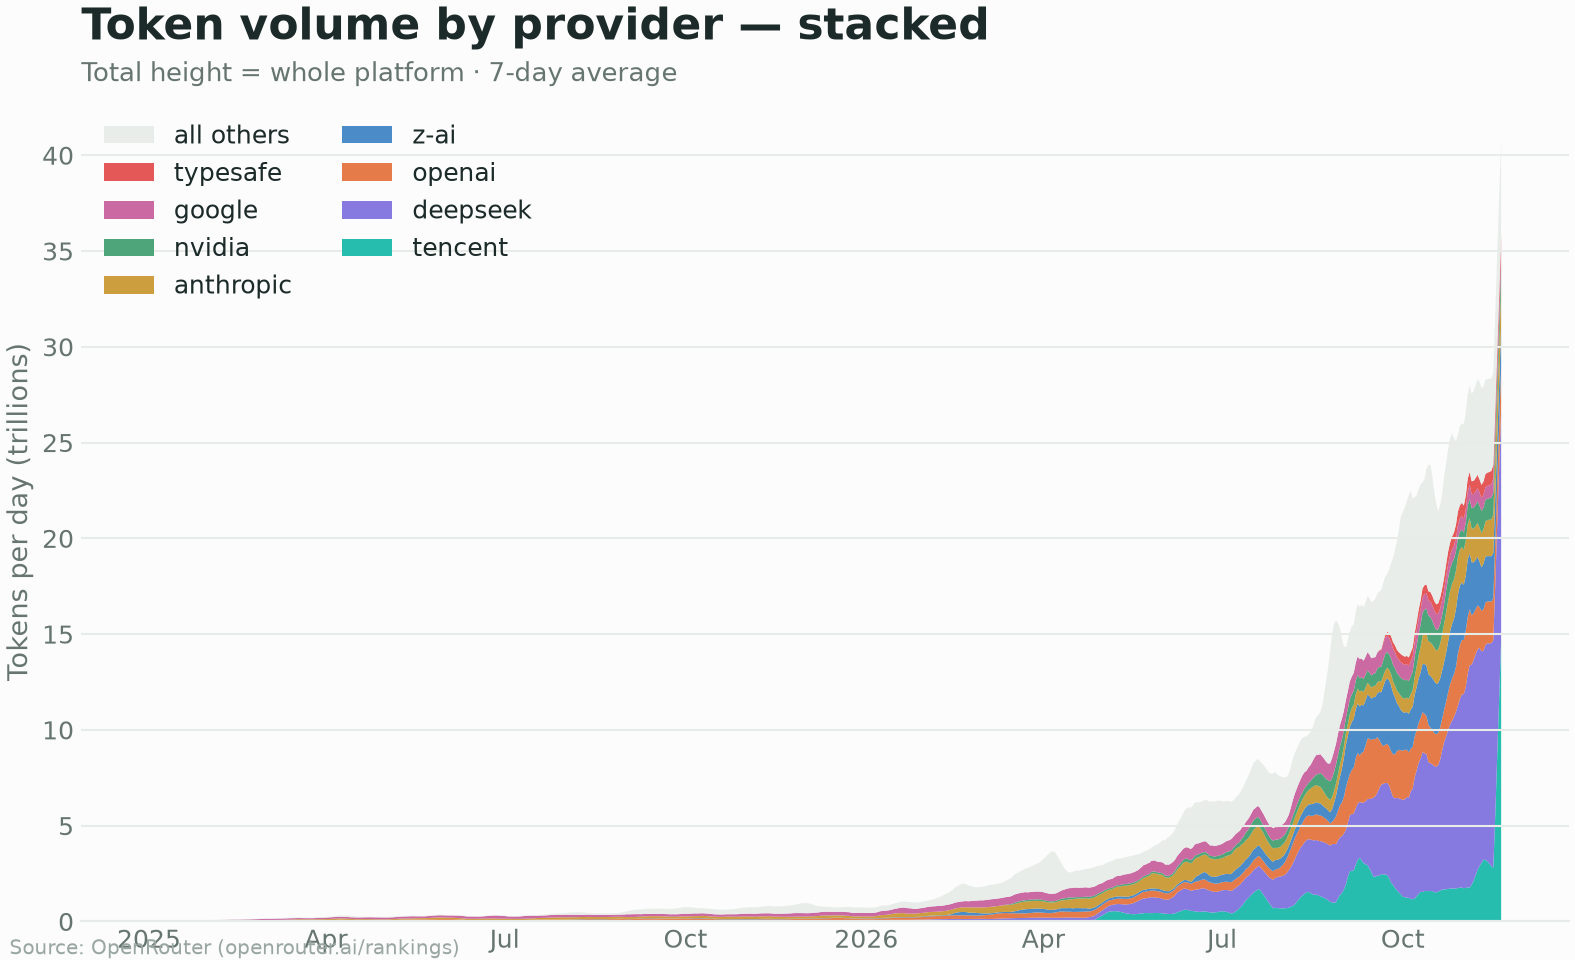 Token volume by provider — stacked
Total height = whole platform · 7-day average
all others
typesafe
google
nvidia
anthropic
z-ai
openai
deepseek
tencent
Tokens per day (trillions)
40
35
30
25
20
15
10
5
0
2025 Apr Jul Oct 2026 Apr Jul Oct
Source: OpenRouter (openrouter.ai/rankings)